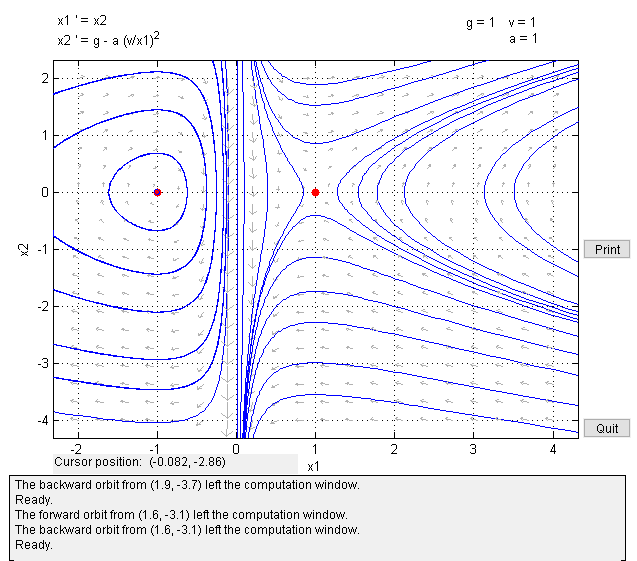 x1 ' = x2
x2 ' = g - a (v/x1)²
g = 1 v = 1
a = 1
2
1
0
-1
-2
-3
-4
x2
-2
-1
0
1
2
3
4
x1
Print
Quit
Cursor position: (-0.082, -2.86)
The backward orbit from (1.9, -3.7) left the computation window.
Ready.
The forward orbit from (1.6, -3.1) left the computation window.
The backward orbit from (1.6, -3.1) left the computation window.
Ready.